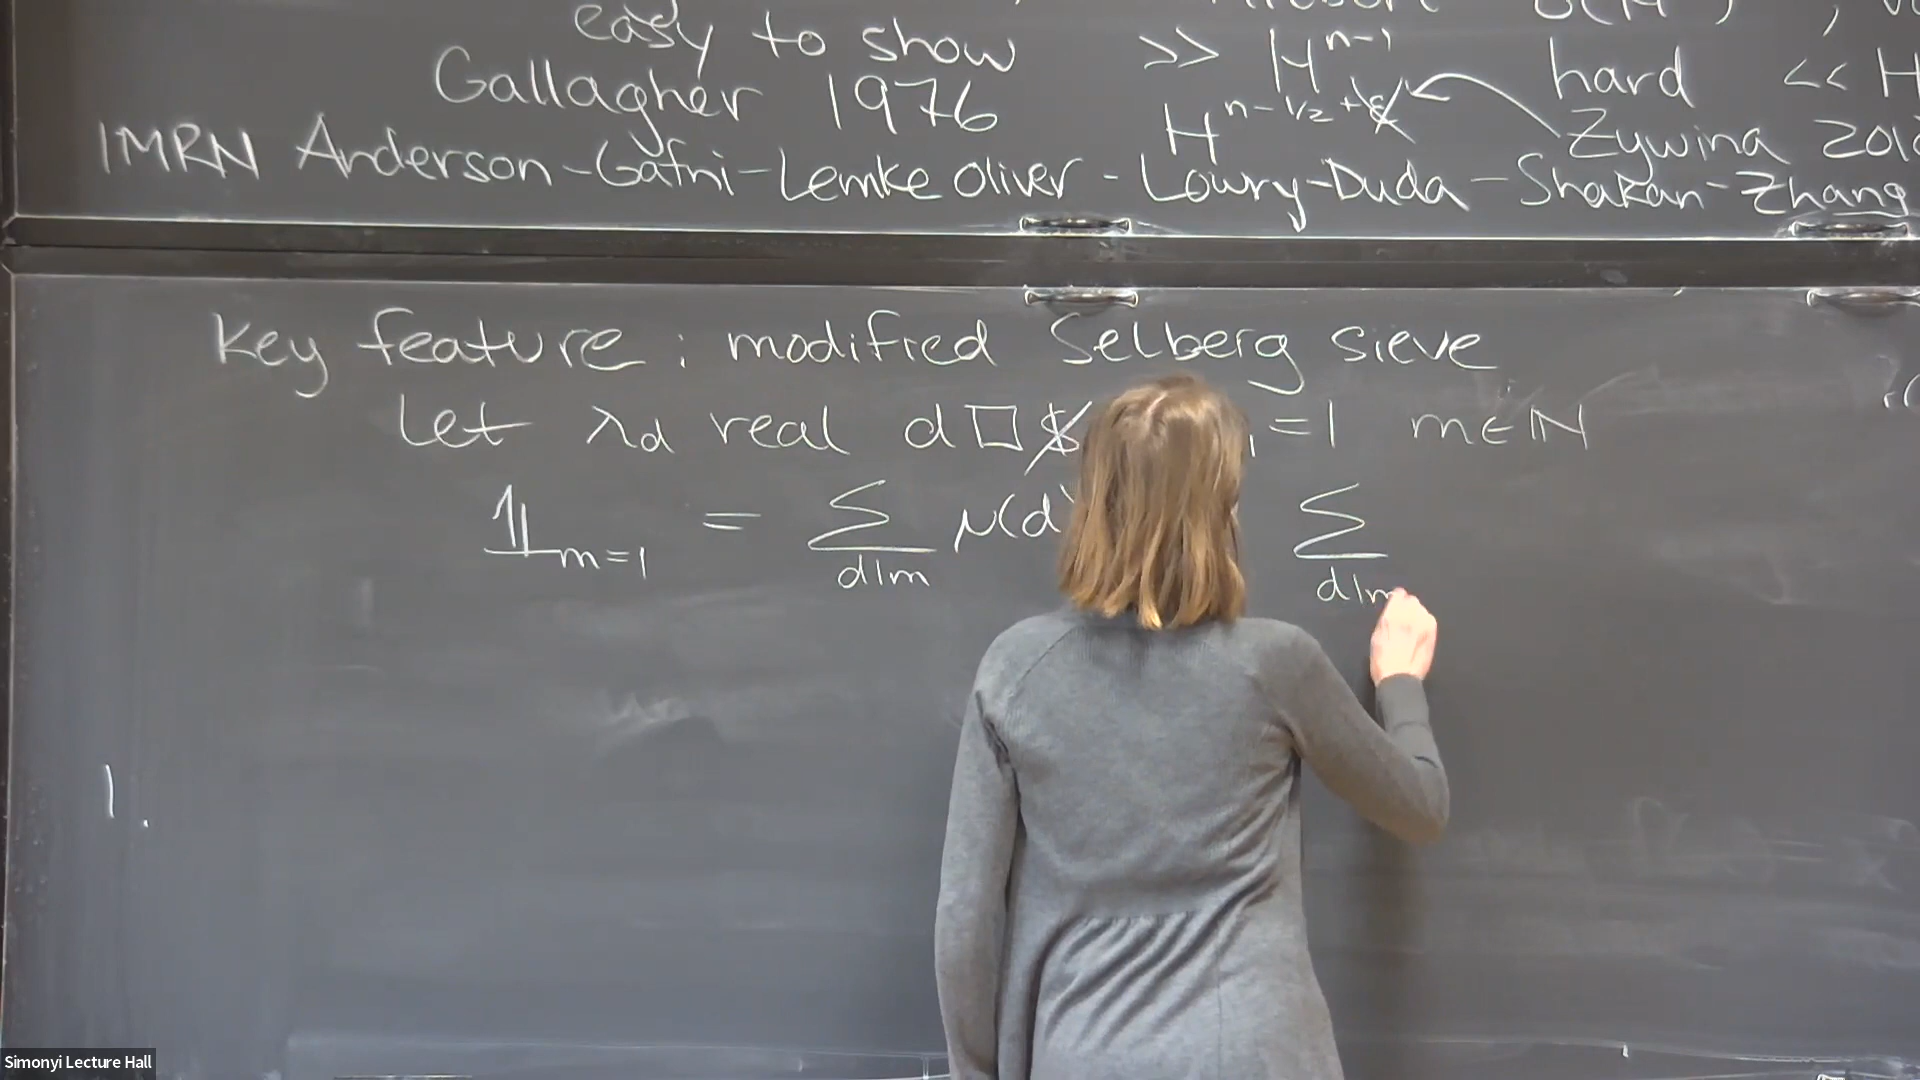 easy to show >> H^{n-1} hard << H
Gallagher 1976 H^{n-1/2+ε} Zywina 201
IMRN Anderson-Gafni-Lemke Oliver - Lowry-Duda - Shakan-Zhang
Key feature : modified Selberg sieve
Let λ_d real d □ =1 m∈ℕ
𝟙_{m=1} = Σ_{d|m} μ(d) Σ_{d|m}
1.
Simonyi Lecture Hall